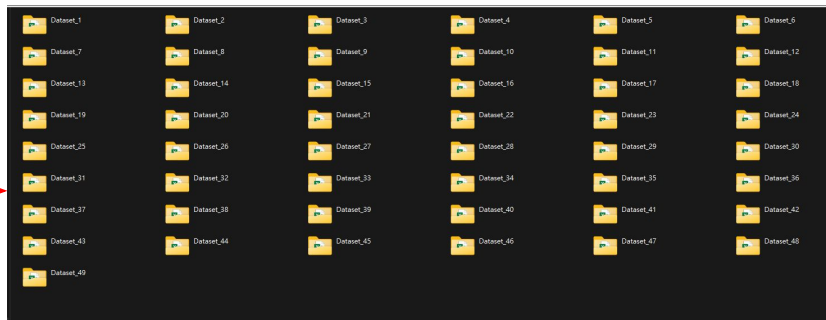 Dataset_1 Dataset_2 Dataset_3 Dataset_4 Dataset_5 Dataset_6
Dataset_7 Dataset_8 Dataset_9 Dataset_10 Dataset_11 Dataset_12
Dataset_13 Dataset_14 Dataset_15 Dataset_16 Dataset_17 Dataset_18
Dataset_19 Dataset_20 Dataset_21 Dataset_22 Dataset_23 Dataset_24
Dataset_25 Dataset_26 Dataset_27 Dataset_28 Dataset_29 Dataset_30
Dataset_31 Dataset_32 Dataset_33 Dataset_34 Dataset_35 Dataset_36
Dataset_37 Dataset_38 Dataset_39 Dataset_40 Dataset_41 Dataset_42
Dataset_43 Dataset_44 Dataset_45 Dataset_46 Dataset_47 Dataset_48
Dataset_49